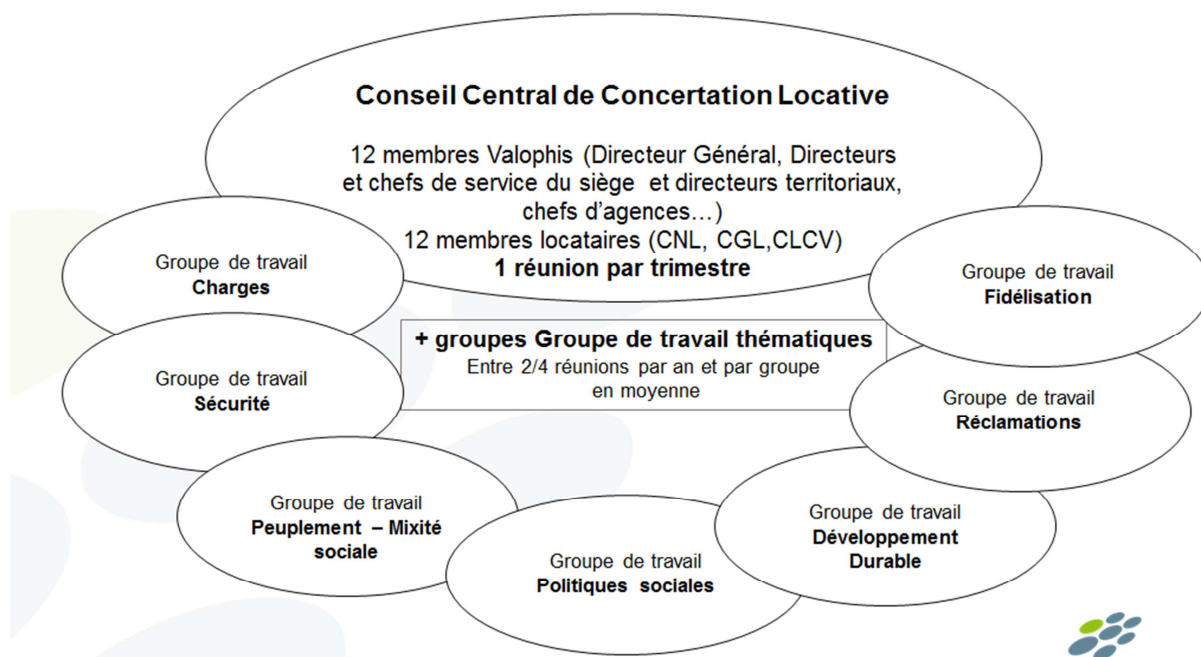 Conseil Central de Concertation Locative
12 membres Valophis (Directeur Général, Directeurs
et chefs de service du siège et directeurs territoriaux,
chefs d'agences…)
12 membres locataires (CNL, CGL,CLCV)
1 réunion par trimestre
+ groupes Groupe de travail thématiques
Entre 2/4 réunions par an et par groupe
en moyenne
Groupe de travail
Charges
Groupe de travail
Sécurité
Groupe de travail
Peuplement – Mixité
sociale
Groupe de travail
Politiques sociales
Groupe de travail
Développement
Durable
Groupe de travail
Réclamations
Groupe de travail
Fidélisation